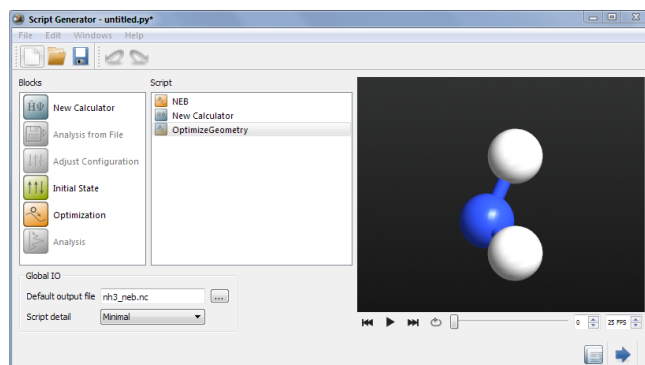 Script Generator - untitled.py*
File Edit Windows Help
Blocks
Script
New Calculator
Analysis from File
Adjust Configuration
Initial State
Optimization
Analysis
NEB
New Calculator
OptimizeGeometry
Global IO
Default output file nh3_neb.nc ...
Script detail Minimal
0 25 FPS